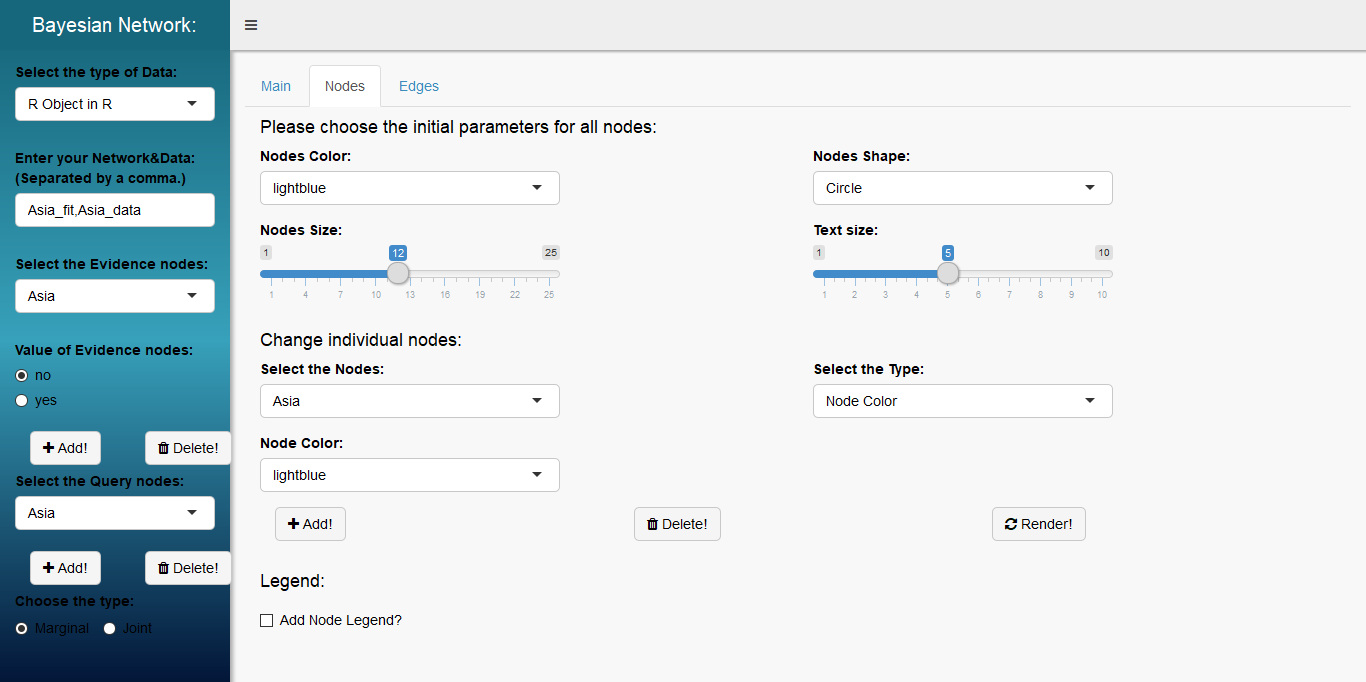 Bayesian Network:
Select the type of Data:
R Object in R
Enter your Network&Data:
(Separated by a comma.)
Asia_fit,Asia_data
Select the Evidence nodes:
Asia
Value of Evidence nodes:
no
yes
Add! Delete!
Select the Query nodes:
Asia
Add! Delete!
Choose the type:
Marginal Joint
Main Nodes Edges
Please choose the initial parameters for all nodes:
Nodes Color: Nodes Shape:
lightblue Circle
Nodes Size: Text size:
1 12 25 1 5 10
1 4 7 10 13 16 19 22 25 1 2 3 4 5 6 7 8 9 10
Change individual nodes:
Select the Nodes: Select the Type:
Asia Node Color
Node Color:
lightblue
Add! Delete! Render!
Legend:
Add Node Legend?